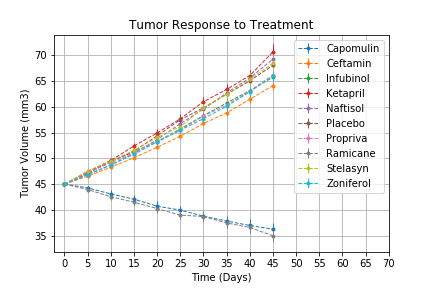 Tumor Response to Treatment
Tumor Volume (mm3)
70
65
60
55
50
45
40
35
0 5 10 15 20 25 30 35 40 45 50 55 60 65 70
Time (Days)
Capomulin
Ceftamin
Infubinol
Ketapril
Naftisol
Placebo
Propriva
Ramicane
Stelasyn
Zoniferol